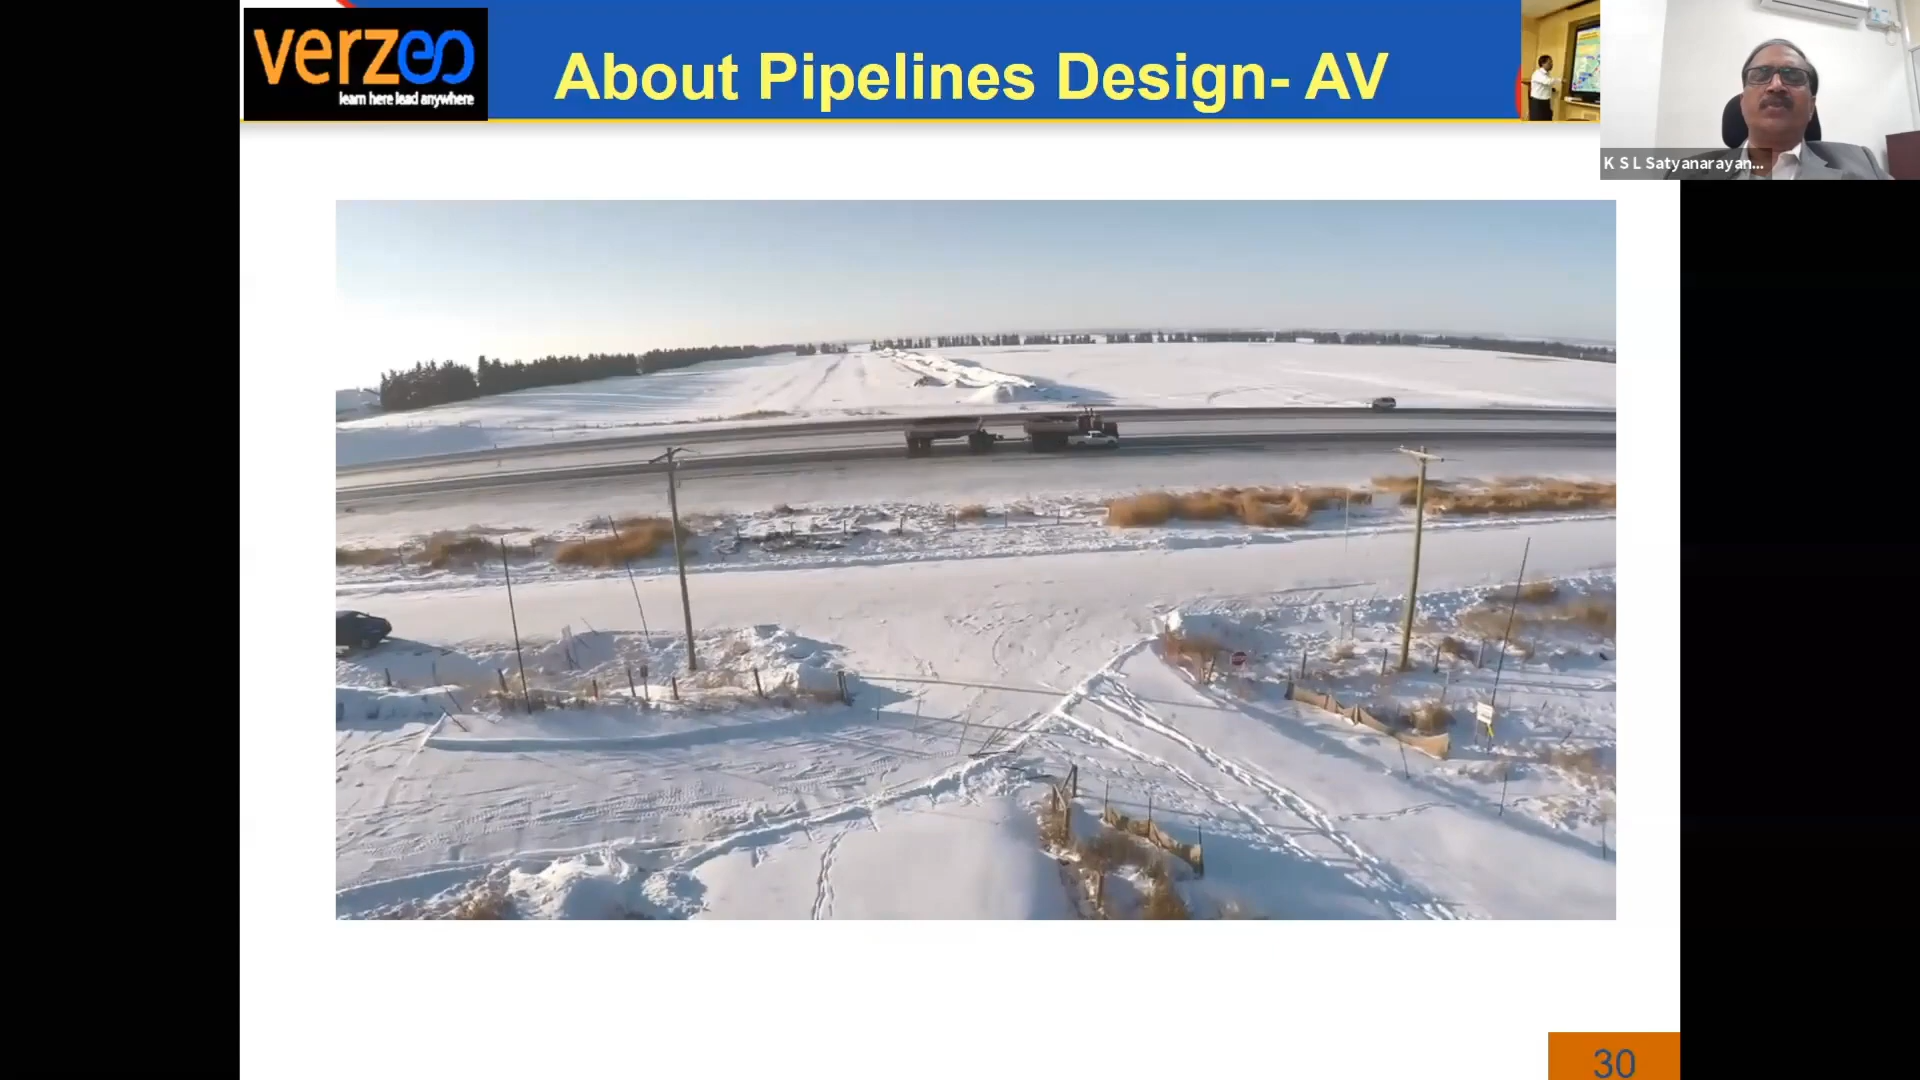 verzeo
learn here lead anywhere
About Pipelines Design- AV
K S L Satyanarayan...
30